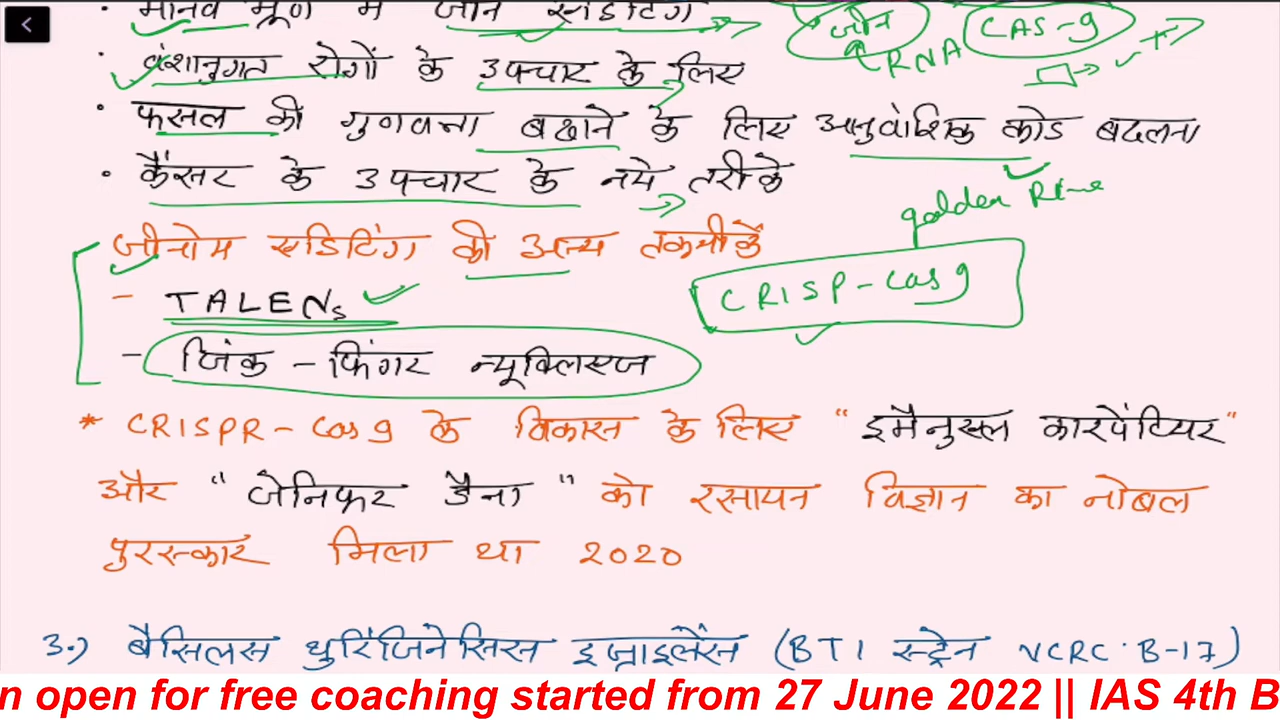 • मानव भ्रूण में जीन एडिटिंग
जीन CAS-9
RNA
• वंशानुगत रोगों के उपचार के लिए
• फसल की गुणवत्ता बढाने के लिए आनुवांशिक कोड बदलना
• कैंसर के उपचार के नये तरीके
golden Rice
जीनोम एडिटिंग की अन्य तकनीकें
CRISP-Cas9
- TALENs
- जिंक - फिंगर न्यूक्लिएज
* CRISPR-Cas9 के विकास के लिए "इमैनुएल कारपेंटियर"
और "जेनिफर डैना" को रसायन विज्ञान का नोबल
पुरस्कार मिला था 2020
3.) बैसिलस थुरिंजिनेसिस इज्राइलेंस (BTI स्ट्रेन VCRC·B-17)
n open for free coaching started from 27 June 2022 || IAS 4th B